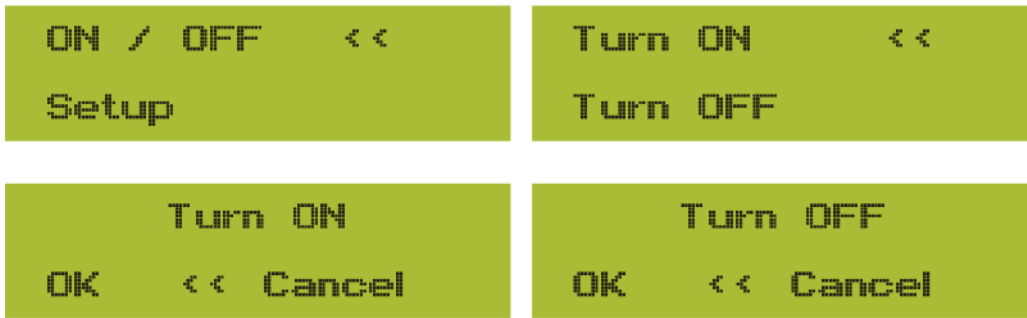 ON / OFF <<
Setup
Turn ON <<
Turn OFF
Turn ON
OK << Cancel
Turn OFF
OK << Cancel